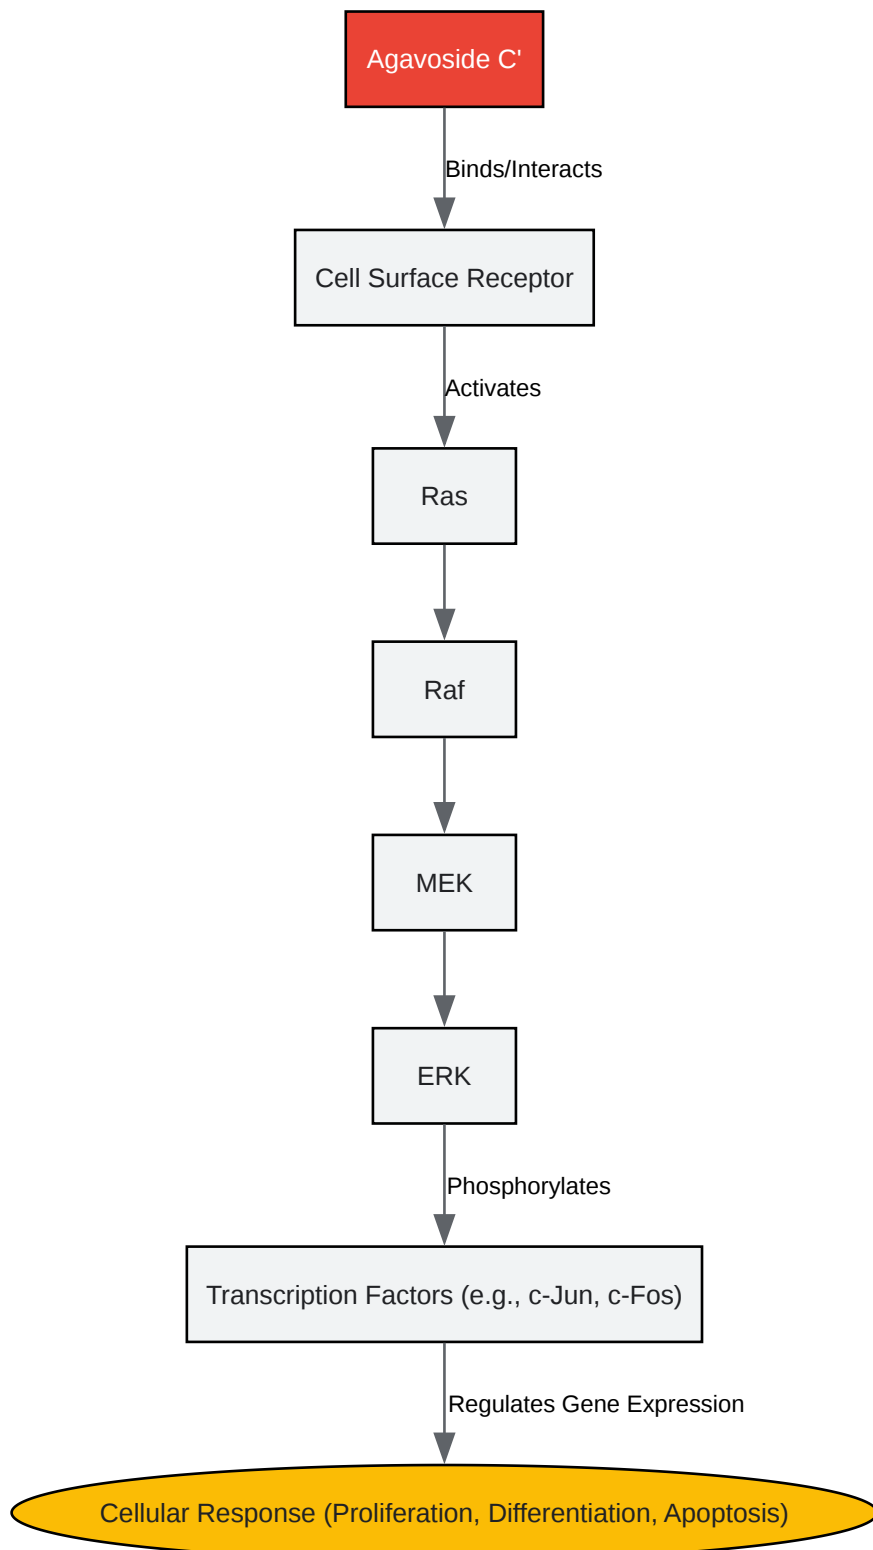 Agavoside C'
Binds/Interacts
Cell Surface Receptor
Activates
Ras
Raf
MEK
ERK
Phosphorylates
Transcription Factors (e.g., c-Jun, c-Fos)
Regulates Gene Expression
Cellular Response (Proliferation, Differentiation, Apoptosis)